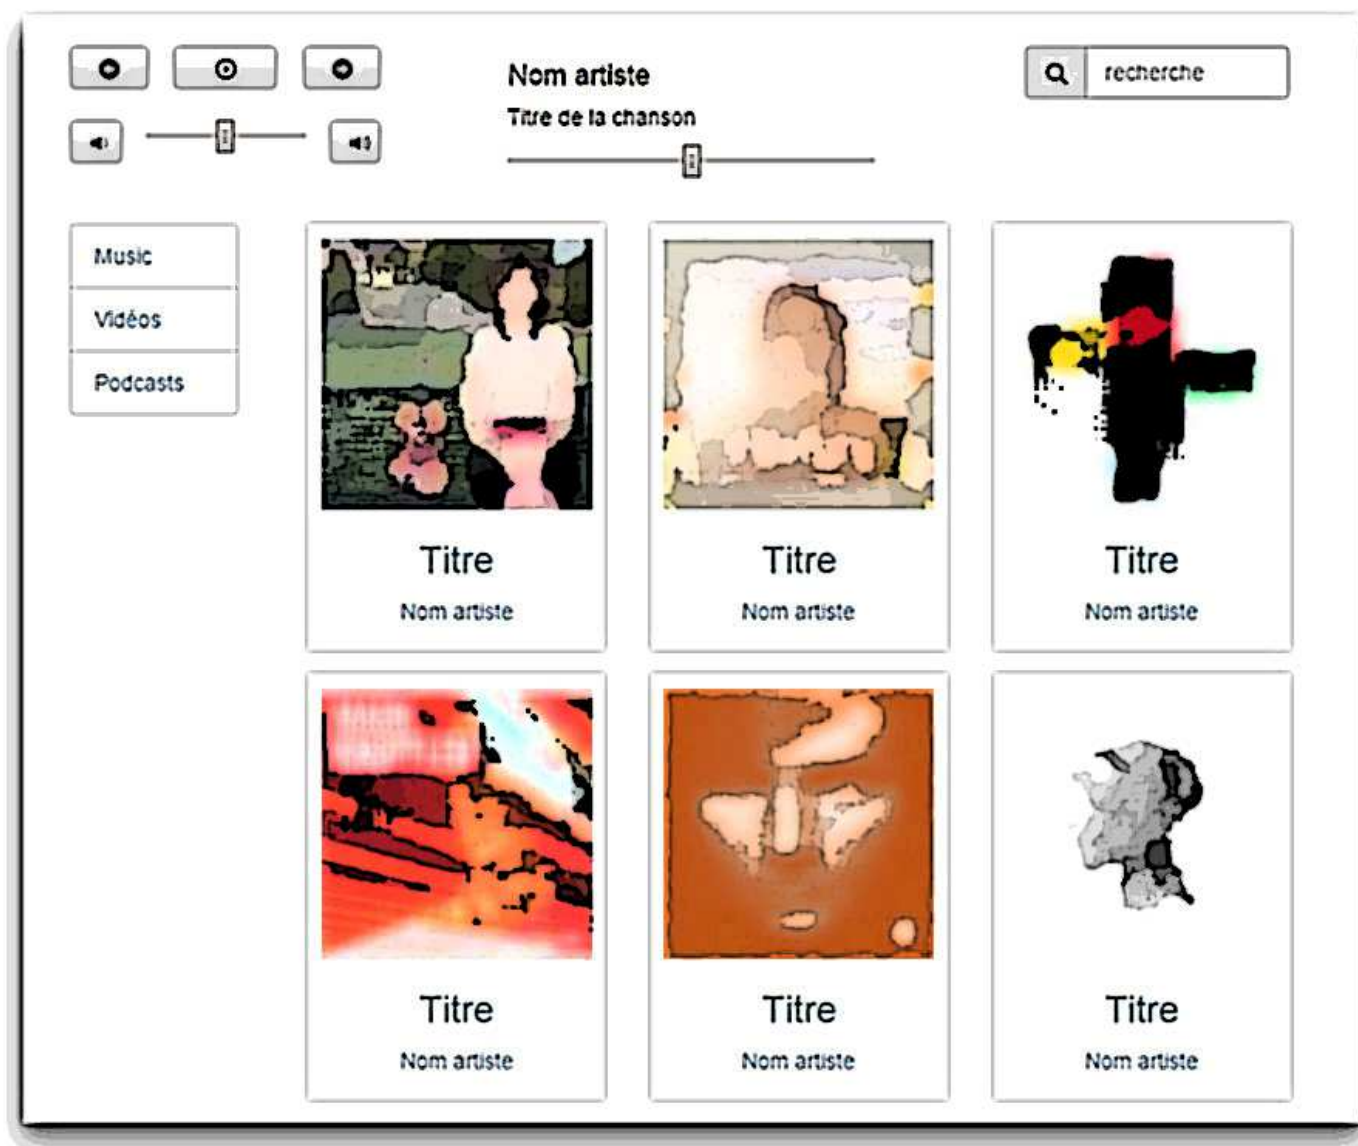 Nom artiste
Titre de la chanson
recherche
Music
Vidéos
Podcasts
Titre
Nom artiste
Titre
Nom artiste
Titre
Nom artiste
Titre
Nom artiste
Titre
Nom artiste
Titre
Nom artiste